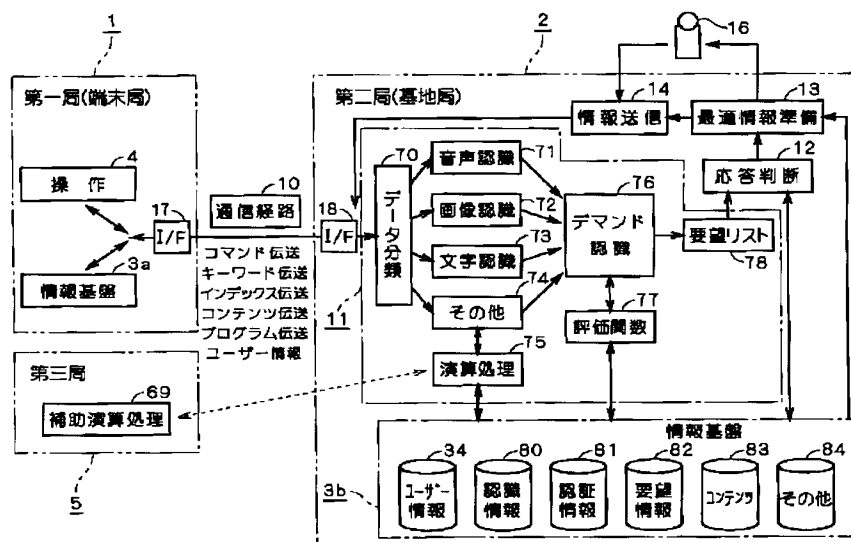 1
第一局(端末局)
4
操作
17
I/F
3a
情報基盤
10
通信経路
コマンド伝送
キーワード伝送
インデックス伝送
コンテンツ伝送
プログラム伝送
ユーザー情報
第三局
69
補助演算処理
5
2
第二局(基地局)
16
14
情報送信
13
最適情報準備
12
応答判断
18
I/F
11
70
データ分類
音声認識
71
画像認識
72
文字認識
73
その他
74
演算処理
75
76
デマンド
認識
77
評価関数
要望リスト
78
情報基盤
3b
34
ユーザー
情報
80
認識
情報
81
認証
情報
82
要望
情報
83
コンテンツ
84
その他